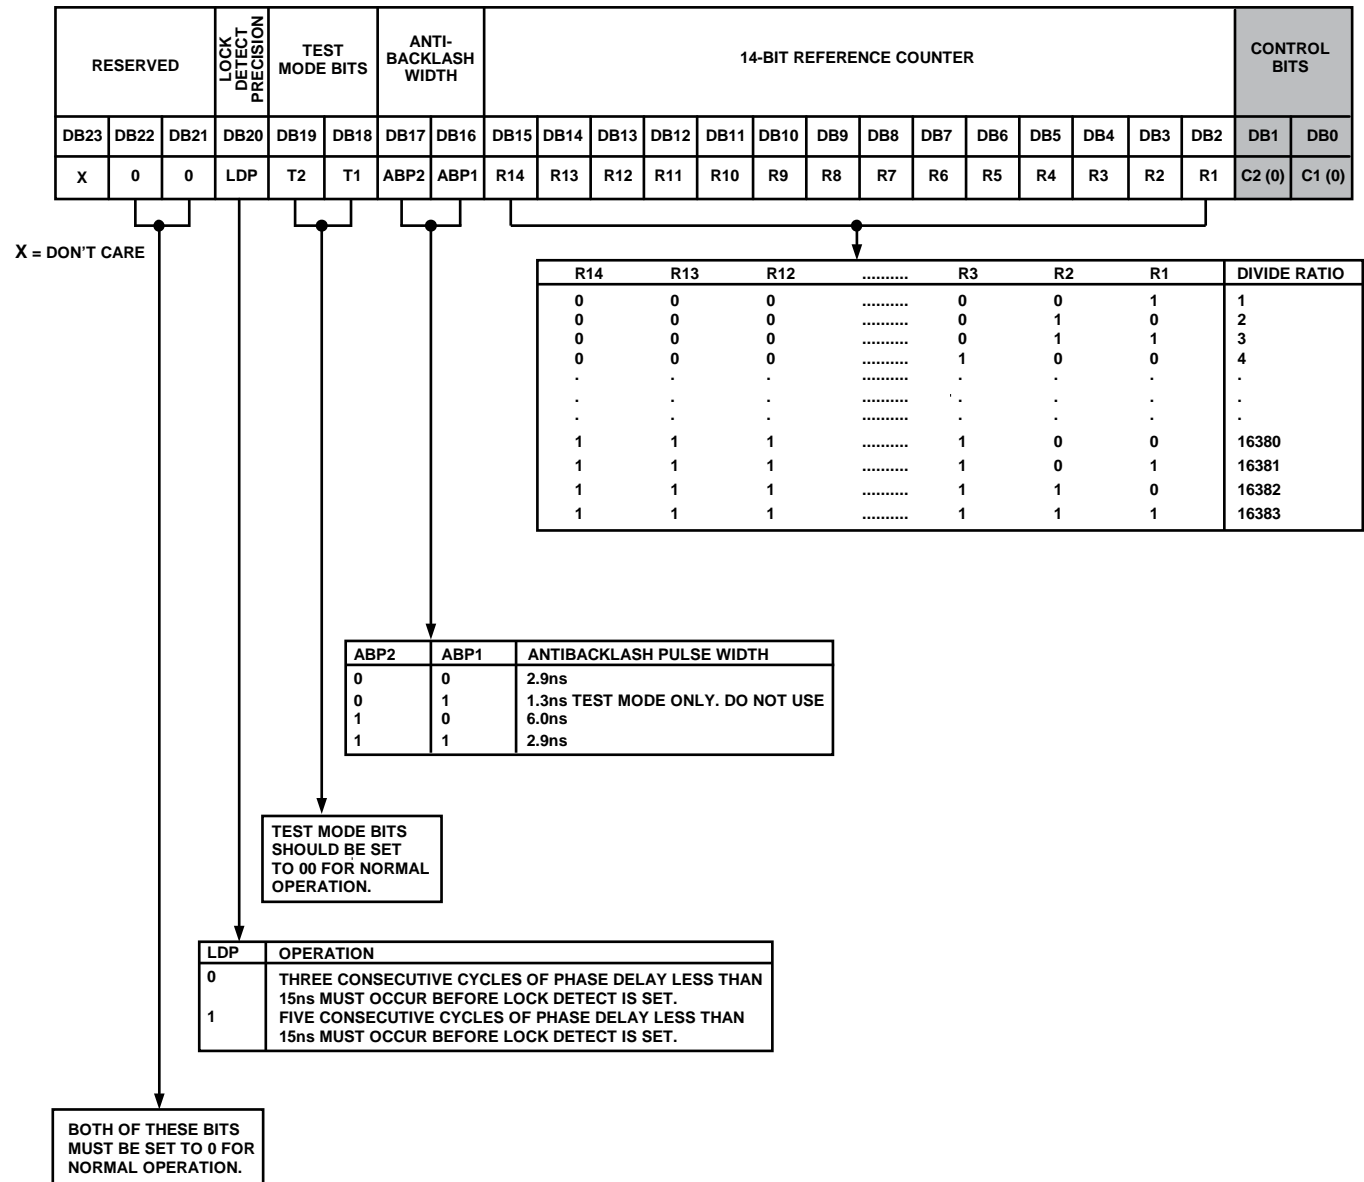 RESERVED
LOCK
DETECT
PRECISION
TEST
MODE BITS
ANTI-
BACKLASH
WIDTH
14-BIT REFERENCE COUNTER
CONTROL
BITS
DB23 DB22 DB21 DB20 DB19 DB18 DB17 DB16 DB15 DB14 DB13 DB12 DB11 DB10 DB9 DB8 DB7 DB6 DB5 DB4 DB3 DB2 DB1 DB0
X 0 0 LDP T2 T1 ABP2 ABP1 R14 R13 R12 R11 R10 R9 R8 R7 R6 R5 R4 R3 R2 R1 C2 (0) C1 (0)
X = DON'T CARE
R14 R13 R12 .......... R3 R2 R1 DIVIDE RATIO
0 0 0 .......... 0 0 1 1
0 0 0 .......... 0 1 0 2
0 0 0 .......... 0 1 1 3
0 0 0 .......... 1 0 0 4
. . . .......... . . . .
. . . .......... . . . .
. . . .......... . . . .
1 1 1 .......... 1 0 0 16380
1 1 1 .......... 1 0 1 16381
1 1 1 .......... 1 1 0 16382
1 1 1 .......... 1 1 1 16383
ABP2 ABP1 ANTIBACKLASH PULSE WIDTH
0 0 2.9ns
0 1 1.3ns TEST MODE ONLY. DO NOT USE
1 0 6.0ns
1 1 2.9ns
TEST MODE BITS
SHOULD BE SET
TO 00 FOR NORMAL
OPERATION.
LDP OPERATION
0 THREE CONSECUTIVE CYCLES OF PHASE DELAY LESS THAN
15ns MUST OCCUR BEFORE LOCK DETECT IS SET.
1 FIVE CONSECUTIVE CYCLES OF PHASE DELAY LESS THAN
15ns MUST OCCUR BEFORE LOCK DETECT IS SET.
BOTH OF THESE BITS
MUST BE SET TO 0 FOR
NORMAL OPERATION.